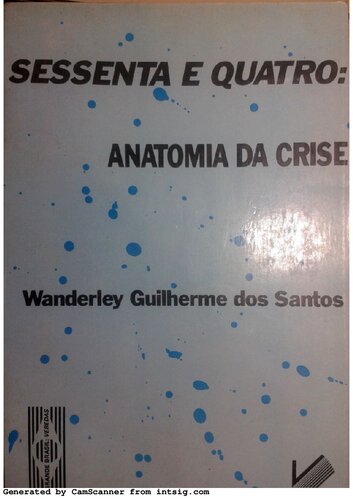 SESSENTA E QUATRO:
ANATOMIA DA CRISE
Wanderley Guilherme dos Santos
GRANDE BRASIL: VEREDAS
Generated by CamScanner from intsig.com